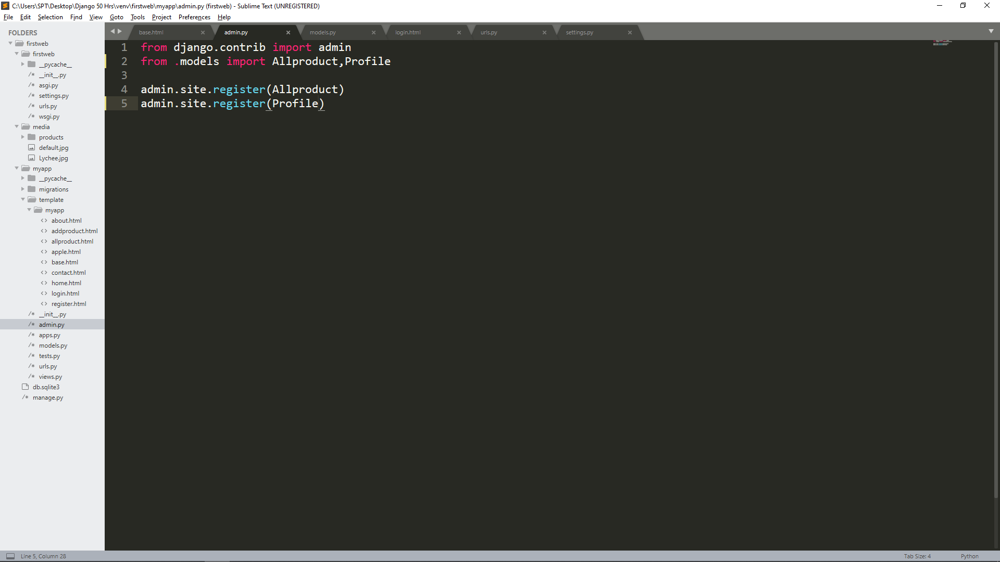 C:\Users\SPT\Desktop\Django 50 Hrs\venv\firstweb\myapp\admin.py (firstweb) - Sublime Text (UNREGISTERED)
File Edit Selection Find View Goto Tools Project Preferences Help
FOLDERS
firstweb
firstweb
__pycache__
__init__.py
asgi.py
settings.py
urls.py
wsgi.py
media
products
default.jpg
Lychee.jpg
myapp
__pycache__
migrations
template
myapp
about.html
addproduct.html
allproduct.html
apple.html
base.html
contact.html
home.html
login.html
register.html
__init__.py
admin.py
apps.py
models.py
tests.py
urls.py
views.py
db.sqlite3
manage.py
base.html admin.py models.py login.html urls.py settings.py
1 from django.contrib import admin
2 from .models import Allproduct,Profile
3
4 admin.site.register(Allproduct)
5 admin.site.register(Profile)
Line 5, Column 28 Tab Size: 4 Python